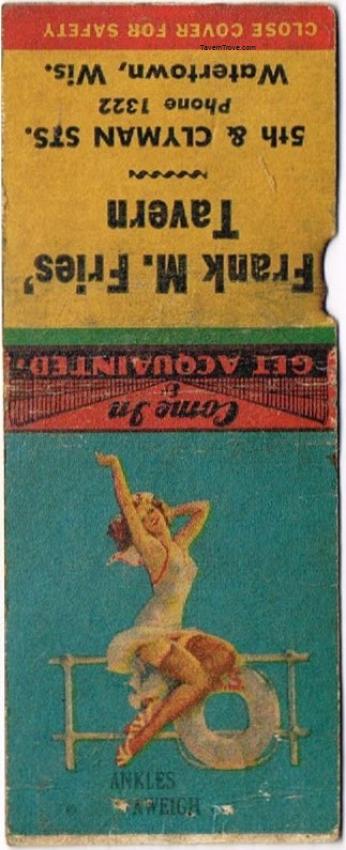 CLOSE COVER FOR SAFETY
TavernTrove.com
Frank M. Fries'
Tavern
5th & CLYMAN STS.
Phone 1322
Watertown, Wis.
Come In
&
GET ACQUAINTED.
ANKLES
AWEIGH